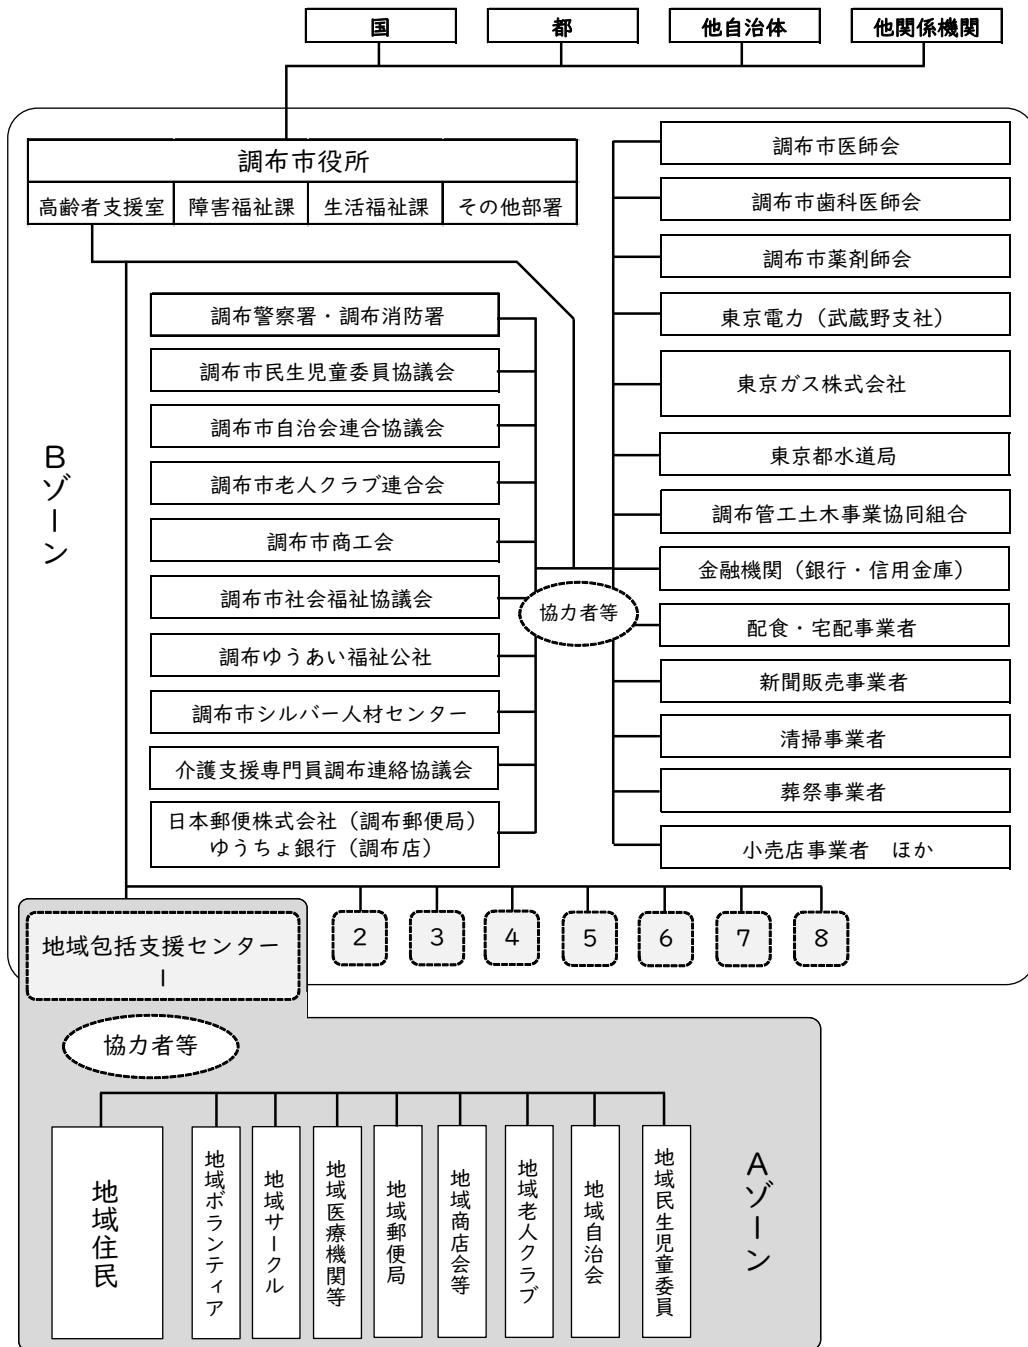 国
都
他自治体
他関係機関
調布市役所
高齢者支援室
障害福祉課
生活福祉課
その他部署
調布市医師会
調布市歯科医師会
調布市薬剤師会
東京電力（武蔵野支社）
東京ガス株式会社
東京都水道局
調布管工土木事業協同組合
金融機関（銀行・信用金庫）
配食・宅配事業者
新聞販売事業者
清掃事業者
葬祭事業者
小売店事業者　ほか
調布警察署・調布消防署
調布市民生児童委員協議会
調布市自治会連合協議会
調布市老人クラブ連合会
調布市商工会
調布市社会福祉協議会
調布ゆうあい福祉公社
調布市シルバー人材センター
介護支援専門員調布連絡協議会
日本郵便株式会社（調布郵便局）
ゆうちょ銀行（調布店）
協力者等
Bゾーン
地域包括支援センター
1
2
3
4
5
6
7
8
協力者等
地域住民
地域ボランティア
地域サークル
地域医療機関等
地域郵便局
地域商店会等
地域老人クラブ
地域自治会
地域民生児童委員
Aゾーン